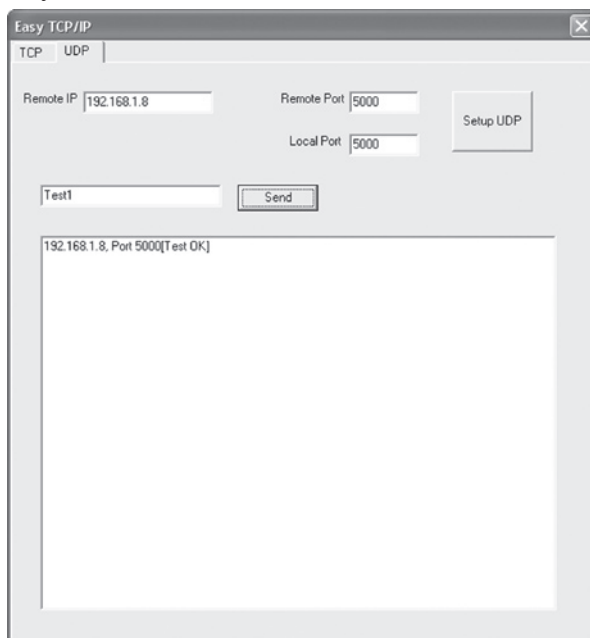 Easy TCP/IP
TCP UDP
Remote IP 192.168.1.8 Remote Port 5000
Setup UDP
Local Port 5000
Test1 Send
192.168.1.8, Port 5000[Test OK]